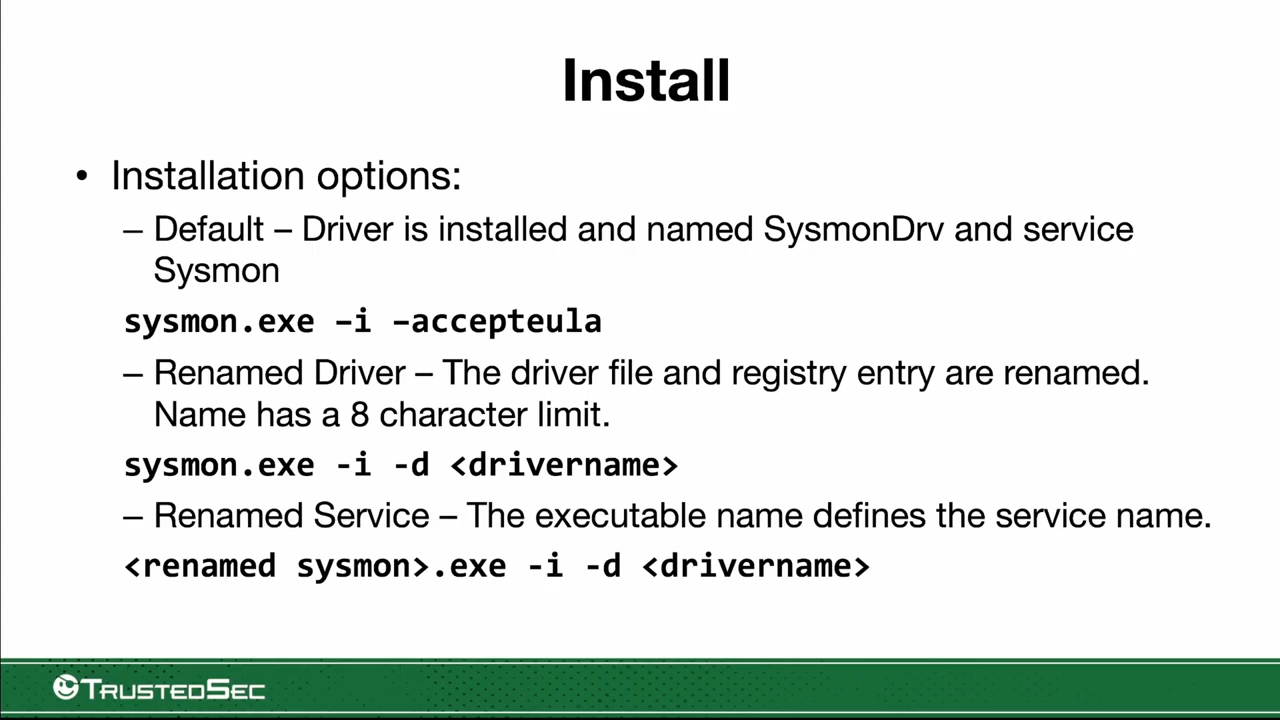 Install
• Installation options:
– Default – Driver is installed and named SysmonDrv and service
Sysmon
sysmon.exe –i –accepteula
– Renamed Driver – The driver file and registry entry are renamed.
Name has a 8 character limit.
sysmon.exe -i -d <drivername>
– Renamed Service – The executable name defines the service name.
<renamed sysmon>.exe -i -d <drivername>
TRUSTEDSEC